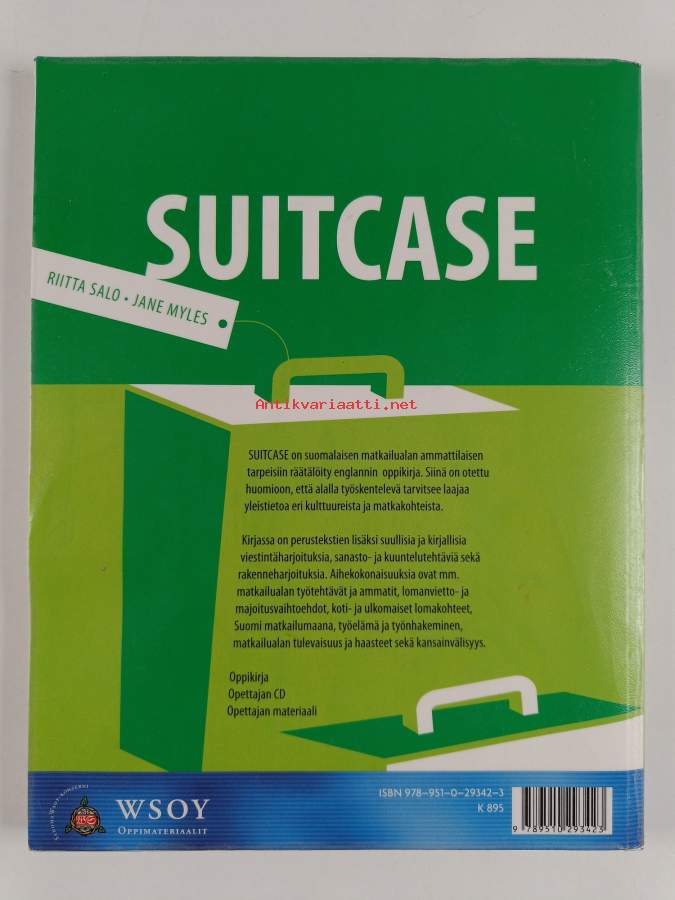 SUITCASE
RIITTA SALO • JANE MYLES
Antikvariaatti.net
SUITCASE on suomalaisen matkailualan ammattilaisen
tarpeisiin räätälöity englannin oppikirja. Siinä on otettu
huomioon, että alalla työskentelevä tarvitsee laajaa
yleistietoa eri kulttuureista ja matkakohteista.
Kirjassa on perustekstien lisäksi suullisia ja kirjallisia
viestintäharjoituksia, sanasto- ja kuuntelutehtäviä sekä
rakenneharjoituksia. Aihekokonaisuuksia ovat mm.
matkailualan työtehtävät ja ammatit, lomanvietto- ja
majoitusvaihtoehdot, koti- ja ulkomaiset lomakohteet,
Suomi matkailumaana, työelämä ja työnhakeminen,
matkailualan tulevaisuus ja haasteet sekä kansainvälisyys.
Oppikirja
Opettajan CD
Opettajan materiaali
WSOY
OPPIMATERIAALIT
ISBN 978–951–0–29342–3
K 895
9 789510 293423